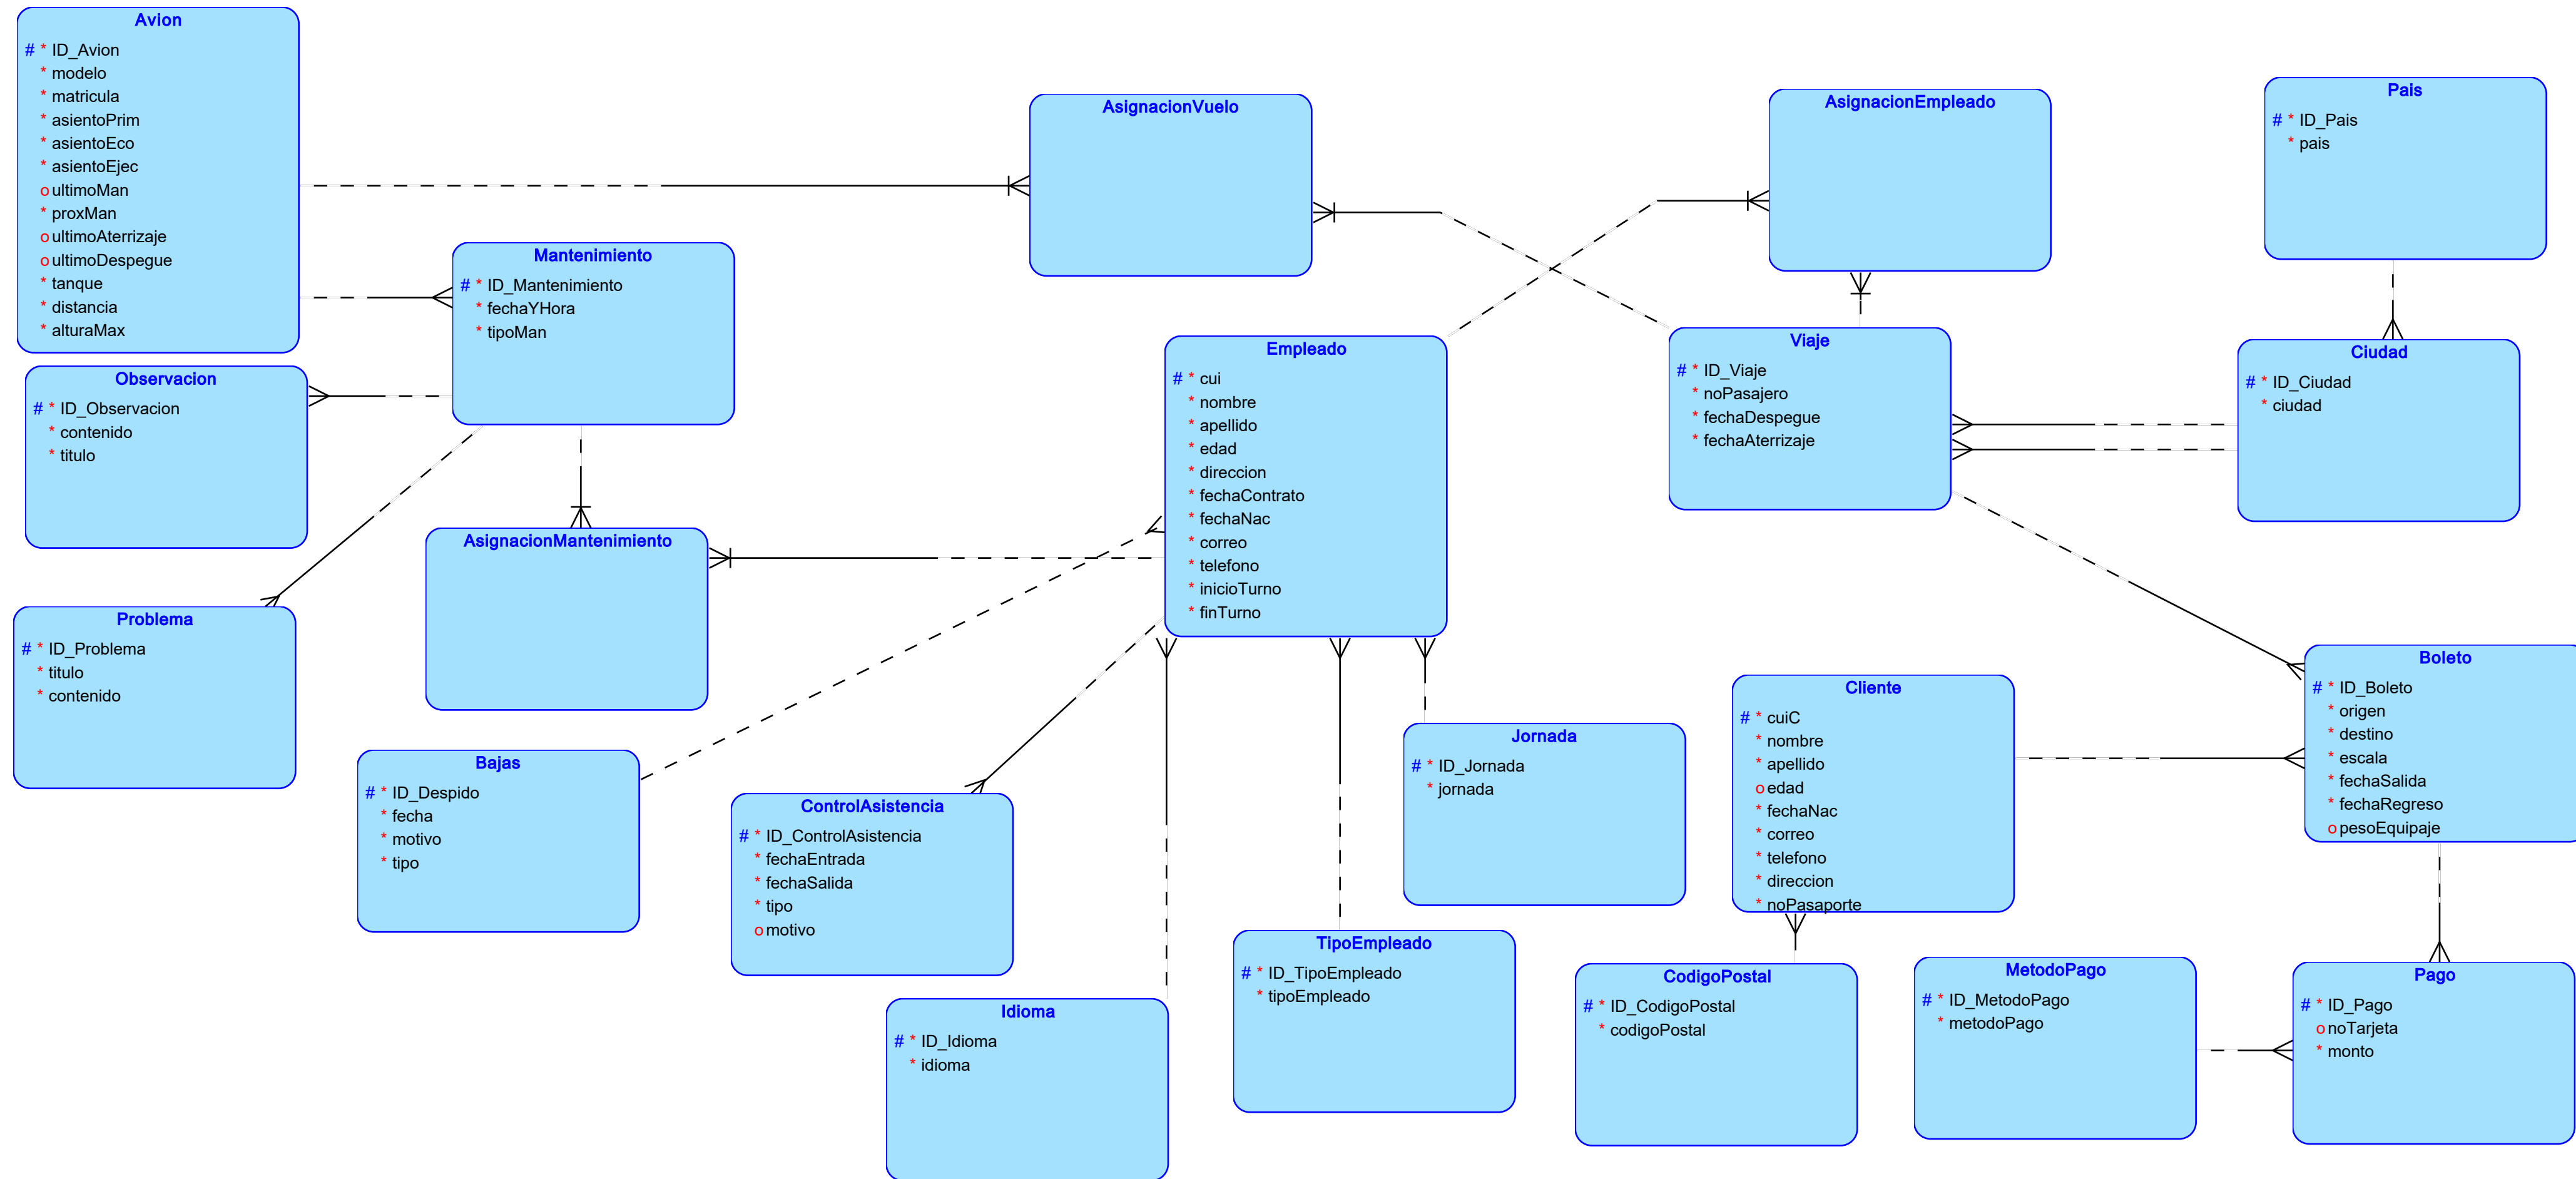 Avion
# * ID_Avion
* modelo
* matricula
* asientoPrim
* asientoEco
* asientoEjec
o ultimoMan
* proxMan
o ultimoAterrizaje
o ultimoDespegue
* tanque
* distancia
* alturaMax
AsignacionVuelo
AsignacionEmpleado
Pais
# * ID_Pais
* pais
Mantenimiento
# * ID_Mantenimiento
* fechaYHora
* tipoMan
Observacion
# * ID_Observacion
* contenido
* titulo
Empleado
# * cui
* nombre
* apellido
* edad
* direccion
* fechaContrato
* fechaNac
* correo
* telefono
* inicioTurno
* finTurno
Viaje
# * ID_Viaje
* noPasajero
* fechaDespegue
* fechaAterrizaje
Ciudad
# * ID_Ciudad
* ciudad
AsignacionMantenimiento
Problema
# * ID_Problema
* titulo
* contenido
Bajas
# * ID_Despido
* fecha
* motivo
* tipo
ControlAsistencia
# * ID_ControlAsistencia
* fechaEntrada
* fechaSalida
* tipo
o motivo
Jornada
# * ID_Jornada
* jornada
Cliente
# * cuiC
* nombre
* apellido
o edad
* fechaNac
* correo
* telefono
* direccion
* noPasaporte
Boleto
# * ID_Boleto
* origen
* destino
* escala
* fechaSalida
* fechaRegreso
o pesoEquipaje
Idioma
# * ID_Idioma
* idioma
TipoEmpleado
# * ID_TipoEmpleado
* tipoEmpleado
CodigoPostal
# * ID_CodigoPostal
* codigoPostal
MetodoPago
# * ID_MetodoPago
* metodoPago
Pago
# * ID_Pago
o noTarjeta
* monto